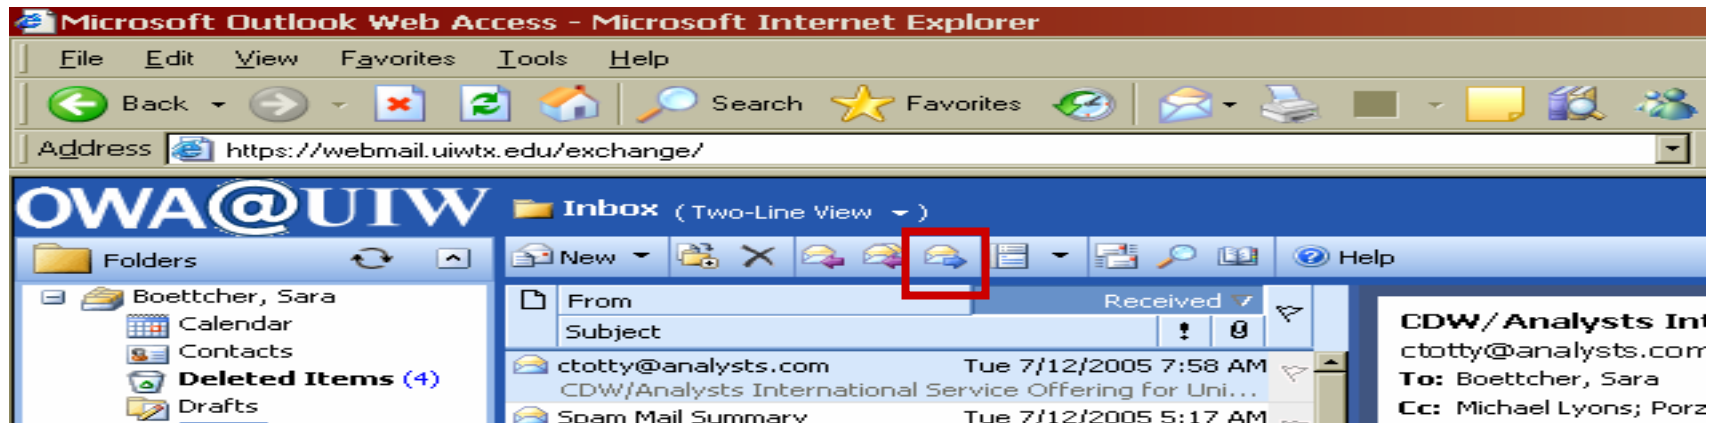 Microsoft Outlook Web Access - Microsoft Internet Explorer
File Edit View Favorites Tools Help
Back Search Favorites
Address https://webmail.uiwtx.edu/exchange/
OWA@UIW Inbox (Two-Line View )
Folders New Help
Boettcher, Sara
Calendar
Contacts
Deleted Items (4)
Drafts
From Received
Subject
ctotty@analysts.com Tue 7/12/2005 7:58 AM
CDW/Analysts International Service Offering for Uni...
Spam Mail Summary Tue 7/12/2005 5:17 AM
CDW/Analysts Int
ctotty@analysts.com
To: Boettcher, Sara
Cc: Michael Lyons; Porz